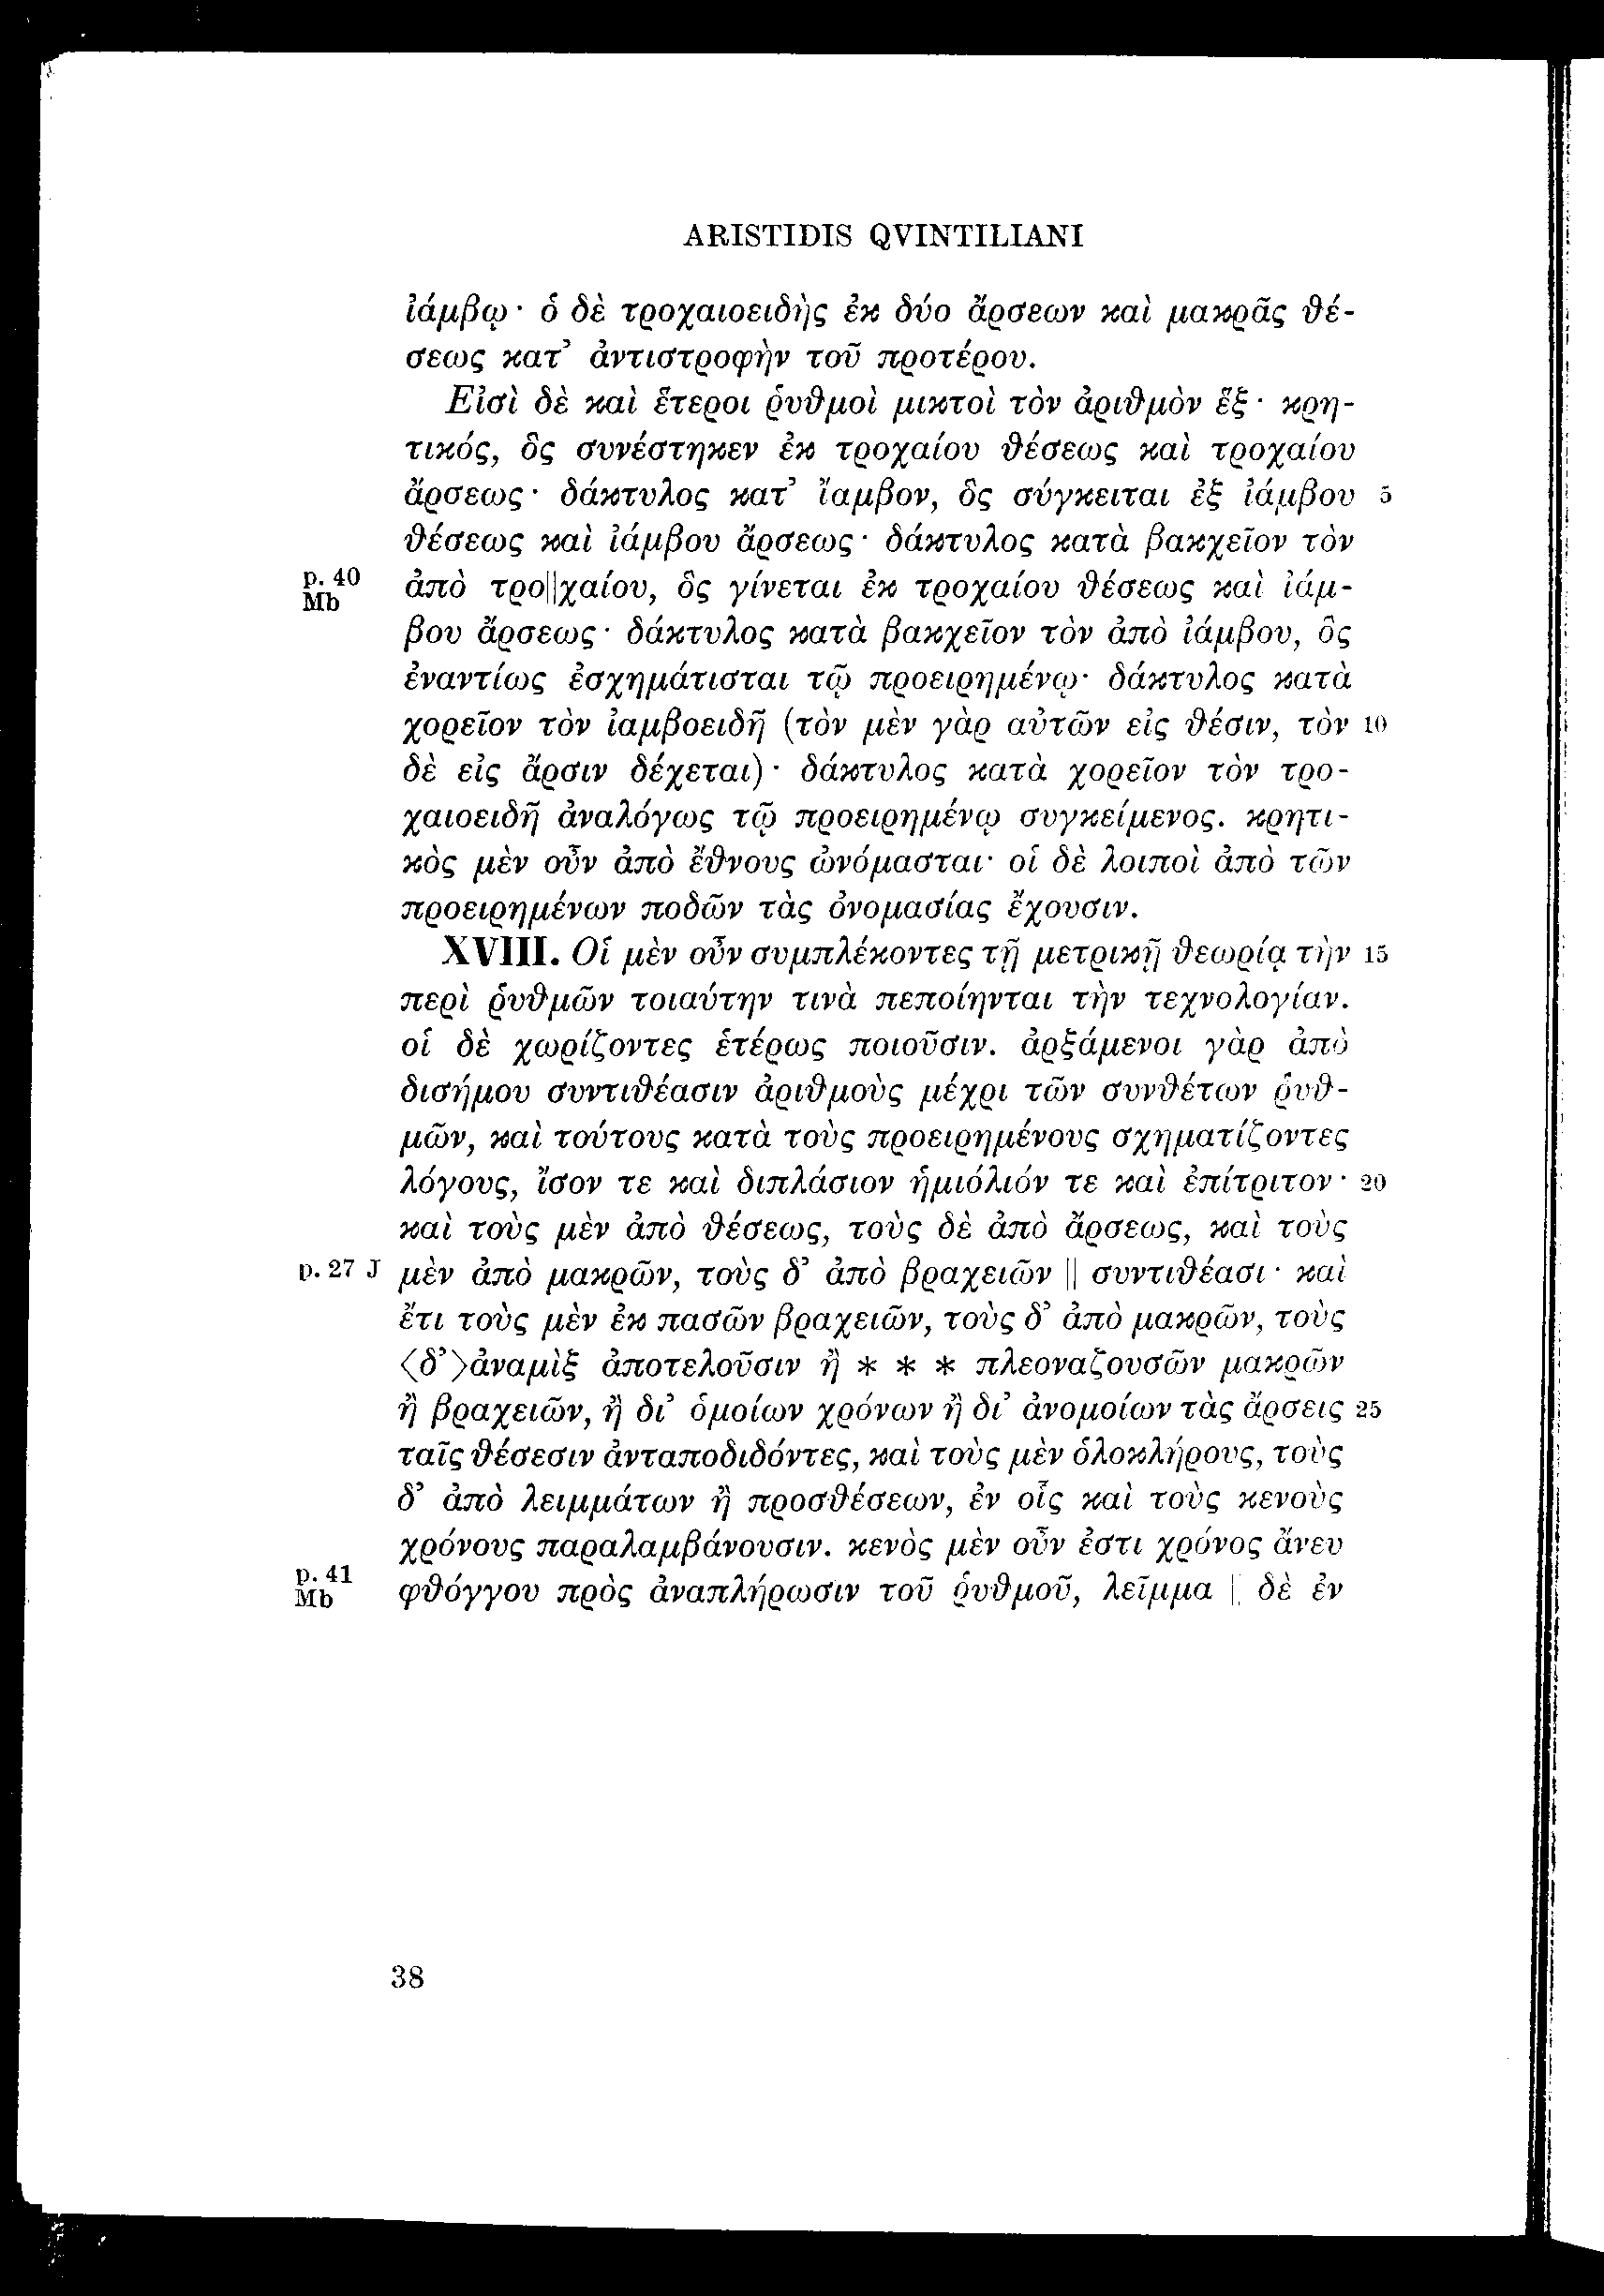 ARISTIDIS QVINTILIANI
ἰάμβῳ· ὁ δὲ τροχαιοειδὴς ἐκ δύο ἄρσεων καὶ μακρᾶς θέ-
σεως κατ’ ἀντιστροφὴν τοῦ προτέρου.
Εἰσὶ δὲ καὶ ἕτεροι ῥυθμοὶ μικτοὶ τὸν ἀριθμὸν ἕξ· κρη-
τικός, ὃς συνέστηκεν ἐκ τροχαίου θέσεως καὶ τροχαίου
ἄρσεως· δάκτυλος κατ’ ἴαμβον, ὃς σύγκειται ἐξ ἰάμβου 5
θέσεως καὶ ἰάμβου ἄρσεως· δάκτυλος κατὰ βακχεῖον τὸν
p. 40 Mb ἀπὸ τρο||χαίου, ὃς γίνεται ἐκ τροχαίου θέσεως καὶ ἰάμ-
βου ἄρσεως· δάκτυλος κατὰ βακχεῖον τὸν ἀπὸ ἰάμβου, ὃς
ἐναντίως ἐσχημάτισται τῷ προειρημένῳ· δάκτυλος κατὰ
χορεῖον τὸν ἰαμβοειδῆ (τὸν μὲν γὰρ αὐτῶν εἰς θέσιν, τὸν 10
δὲ εἰς ἄρσιν δέχεται)· δάκτυλος κατὰ χορεῖον τὸν τρο-
χαιοειδῆ ἀναλόγως τῷ προειρημένῳ συγκείμενος. κρητι-
κὸς μὲν οὖν ἀπὸ ἔθνους ὠνόμασται· οἱ δὲ λοιποὶ ἀπὸ τῶν
προειρημένων ποδῶν τὰς ὀνομασίας ἔχουσιν.
XVIII. Οἱ μὲν οὖν συμπλέκοντες τῇ μετρικῇ θεωρίᾳ τὴν 15
περὶ ῥυθμῶν τοιαύτην τινὰ πεποίηνται τὴν τεχνολογίαν.
οἱ δὲ χωρίζοντες ἑτέρως ποιοῦσιν. ἀρξάμενοι γὰρ ἀπὸ
δισήμου συντιθέασιν ἀριθμοὺς μέχρι τῶν συνθέτων ῥυθ-
μῶν, καὶ τούτους κατὰ τοὺς προειρημένους σχηματίζοντες
λόγους, ἴσον τε καὶ διπλάσιον ἡμιόλιόν τε καὶ ἐπίτριτον· 20
καὶ τοὺς μὲν ἀπὸ θέσεως, τοὺς δὲ ἀπὸ ἄρσεως, καὶ τοὺς
p. 27 J μὲν ἀπὸ μακρῶν, τοὺς δ’ ἀπὸ βραχειῶν || συντιθέασι· καὶ
ἔτι τοὺς μὲν ἐκ πασῶν βραχειῶν, τοὺς δ’ ἀπὸ μακρῶν, τοὺς
⟨δ’⟩ἀναμὶξ ἀποτελοῦσιν ἢ * * * πλεοναζουσῶν μακρῶν
ἢ βραχειῶν, ἢ δι’ ὁμοίων χρόνων ἢ δι’ ἀνομοίων τὰς ἄρσεις 25
ταῖς θέσεσιν ἀνταποδιδόντες, καὶ τοὺς μὲν ὁλοκλήρους, τοὺς
δ’ ἀπὸ λειμμάτων ἢ προσθέσεων, ἐν οἷς καὶ τοὺς κενοὺς
χρόνους παραλαμβάνουσιν. κενὸς μὲν οὖν ἐστι χρόνος ἄνευ
p. 41 Mb φθόγγου πρὸς ἀναπλήρωσιν τοῦ ῥυθμοῦ, λεῖμμα || δὲ ἐν
38